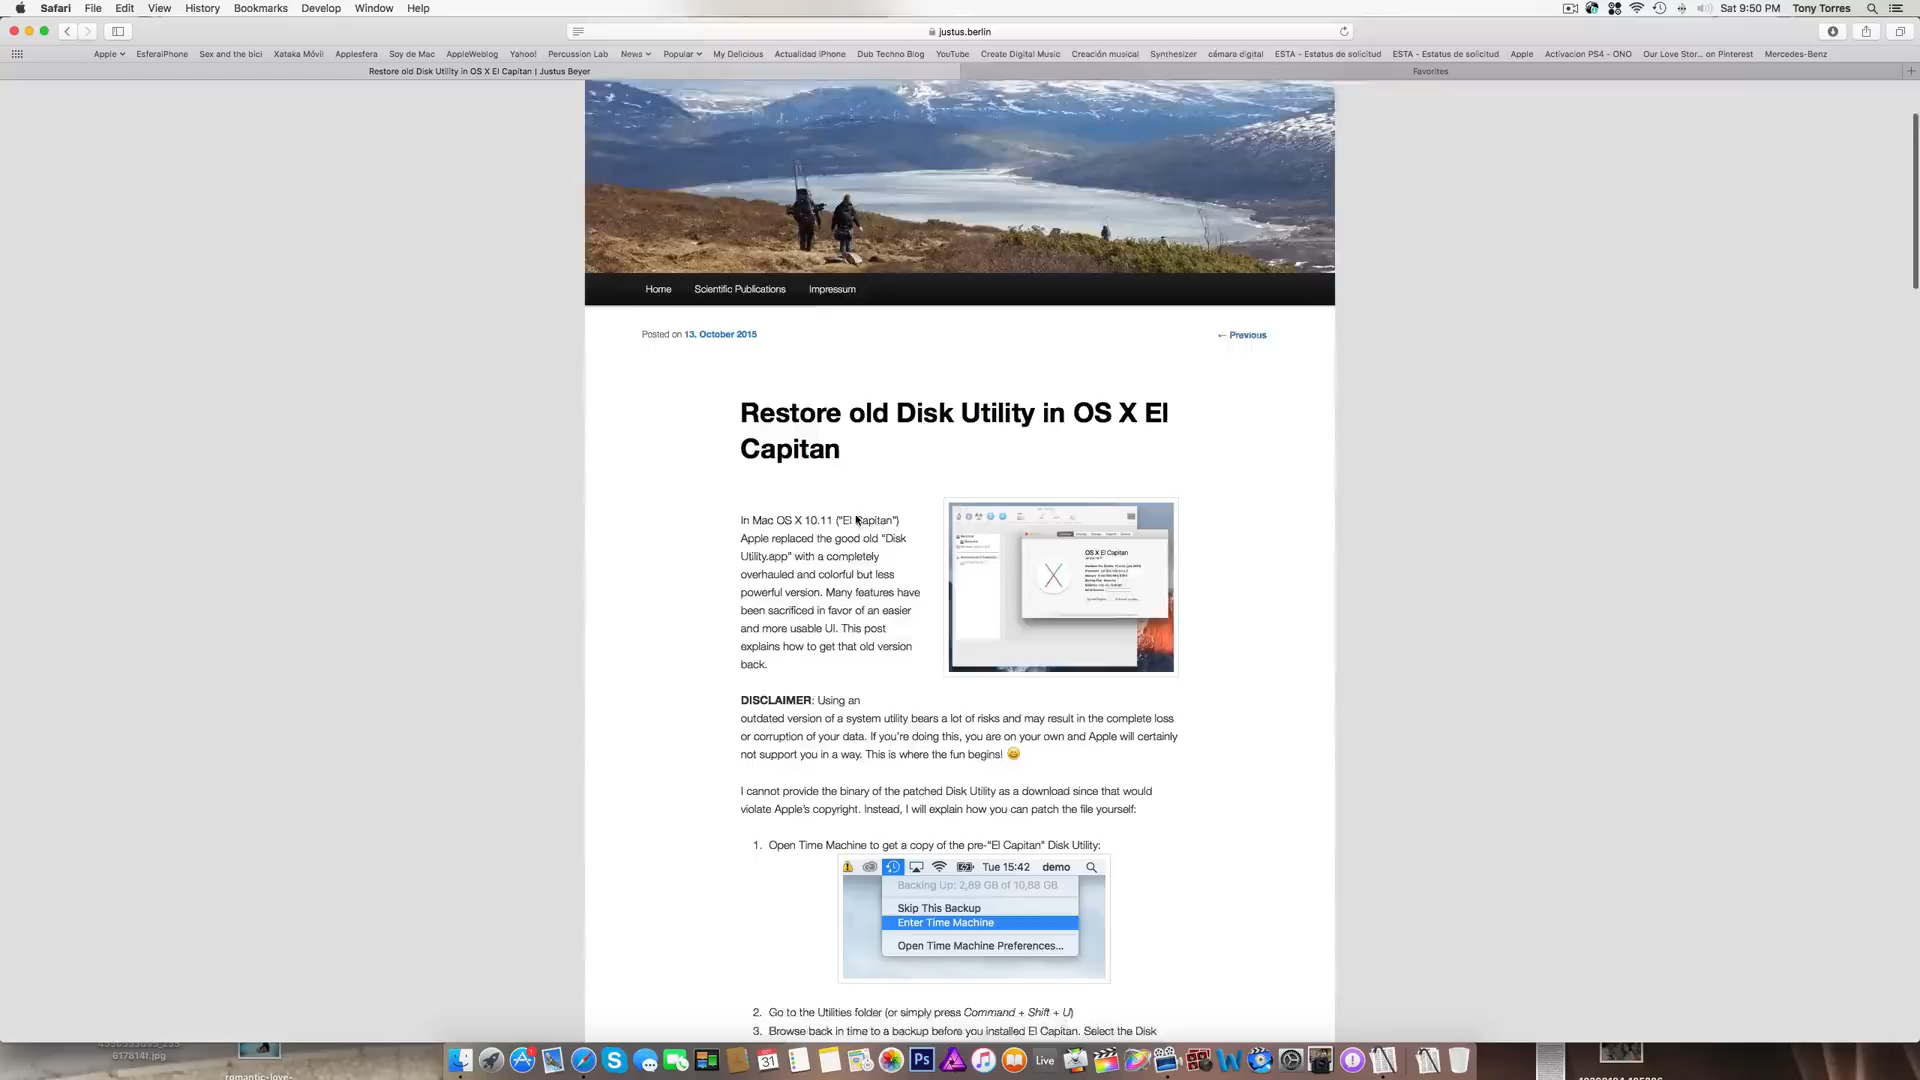 Safari File Edit View History Bookmarks Develop Window Help
Sat 9:50 PM Tony Torres
justus.berlin
Apple EsferaiPhone Sex and the bici Xataka Móvil Applesfera Soy de Mac AppleWeblog Yahoo! Percussion Lab News Popular My Delicious Actualidad iPhone Dub Techno Blog YouTube Create Digital Music Creación musical Synthesizer cámara digital ESTA - Estatus de solicitud ESTA - Estatus de solicitud Apple Activacion PS4 - ONO Our Love Stor... on Pinterest Mercedes-Benz
Restore old Disk Utility in OS X El Capitan | Justus Beyer
Favorites
Home Scientific Publications Impressum
Posted on 13. October 2015
← Previous
Restore old Disk Utility in OS X El
Capitan
In Mac OS X 10.11 (“El Capitan”)
Apple replaced the good old “Disk
Utility.app” with a completely
overhauled and colorful but less
powerful version. Many features have
been sacrificed in favor of an easier
and more usable UI. This post
explains how to get that old version
back.
OS X El Capitan
DISCLAIMER: Using an
outdated version of a system utility bears a lot of risks and may result in the complete loss
or corruption of your data. If you’re doing this, you are on your own and Apple will certainly
not support you in a way. This is where the fun begins! 😀
I cannot provide the binary of the patched Disk Utility as a download since that would
violate Apple’s copyright. Instead, I will explain how you can patch the file yourself:
1. Open Time Machine to get a copy of the pre-“El Capitan” Disk Utility:
Tue 15:42 demo
Backing Up: 2,89 GB of 10,88 GB
Skip This Backup
Enter Time Machine
Open Time Machine Preferences...
2. Go to the Utilities folder (or simply press Command + Shift + U)
3. Browse back in time to a backup before you installed El Capitan. Select the Disk
617814f.jpg
romantic-love-
OCT
31
Ps
Live